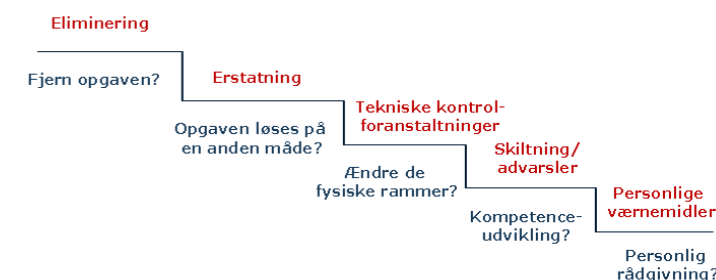 Eliminering
Fjern opgaven?
Erstatning
Opgaven løses på
en anden måde?
Tekniske kontrol-
foranstaltninger
Ændre de
fysiske rammer?
Skiltning/
advarsler
Kompetence-
udvikling?
Personlige
værnemidler
Personlig
rådgivning?